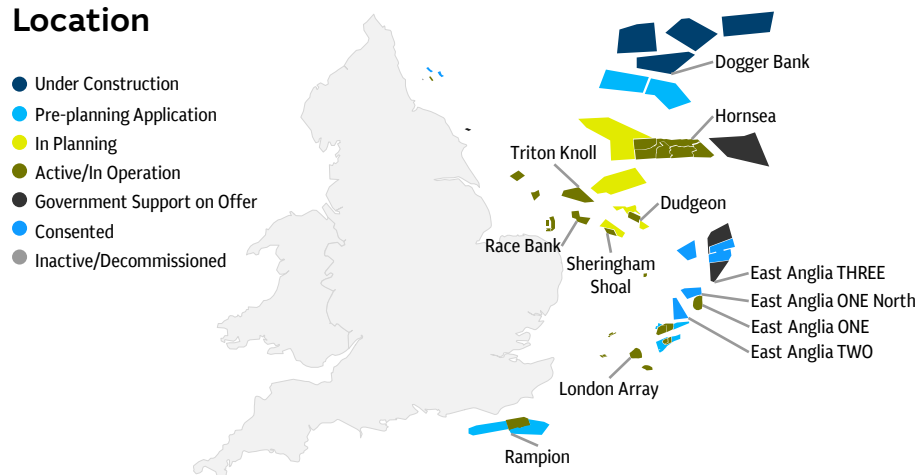 Location
Under Construction
Pre-planning Application
In Planning
Active/In Operation
Government Support on Offer
Consented
Inactive/Decommissioned
Dogger Bank
Hornsea
Triton Knoll
Dudgeon
Race Bank
Sheringham
Shoal
East Anglia THREE
East Anglia ONE North
East Anglia ONE
East Anglia TWO
London Array
Rampion